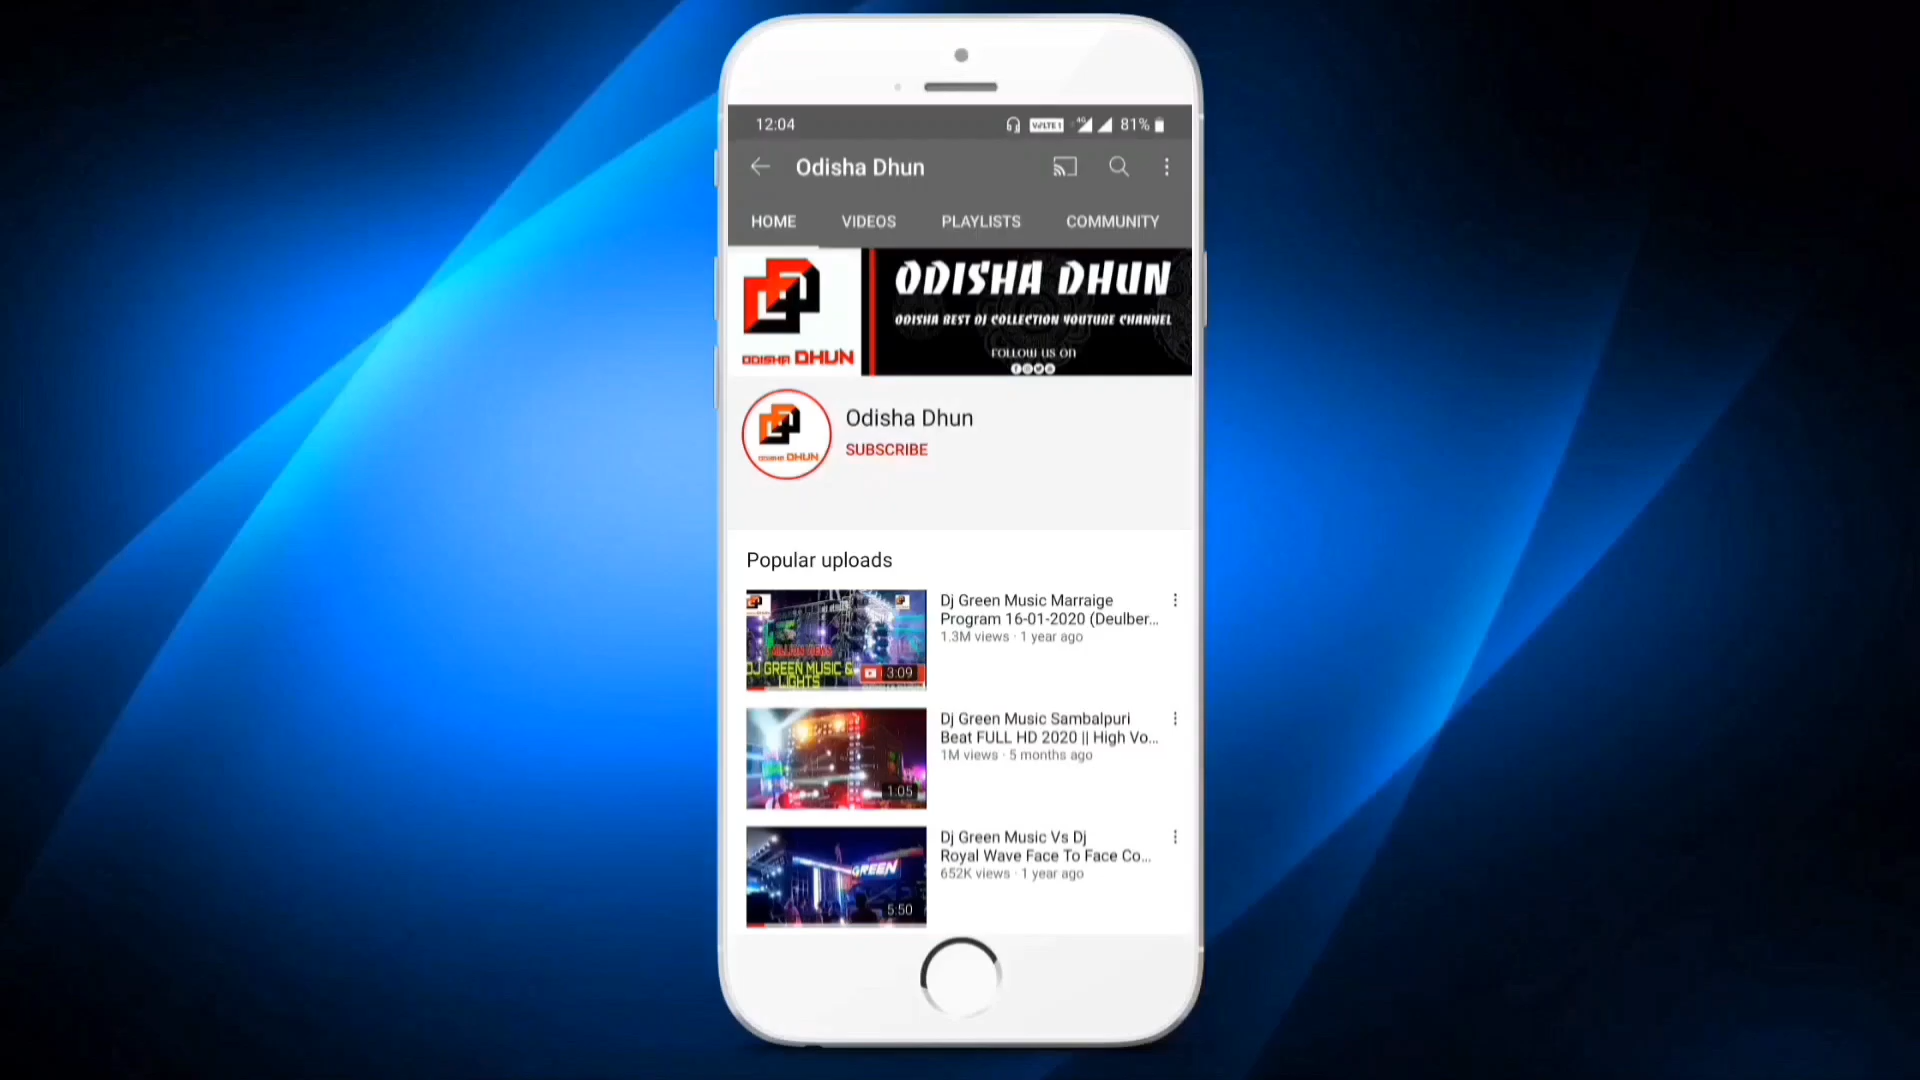 12:04
VoLTE1
4G
81%
Odisha Dhun
HOME
VIDEOS
PLAYLISTS
COMMUNITY
ODISHA DHUN
ODISHA BEST DJ COLLECTION YOUTUBE CHANNEL
FOLLOW US ON
ODISHA DHUN
ODISHA DHUN
Odisha Dhun
SUBSCRIBE
Popular uploads
DJ GREEN MUSIC &
LIGHTS
3:09
Dj Green Music Marraige
Program 16-01-2020 (Deulber...
1.3M views · 1 year ago
1:05
Dj Green Music Sambalpuri
Beat FULL HD 2020 || High Vo...
1M views · 5 months ago
GREEN
5:50
Dj Green Music Vs Dj
Royal Wave Face To Face Co...
652K views · 1 year ago